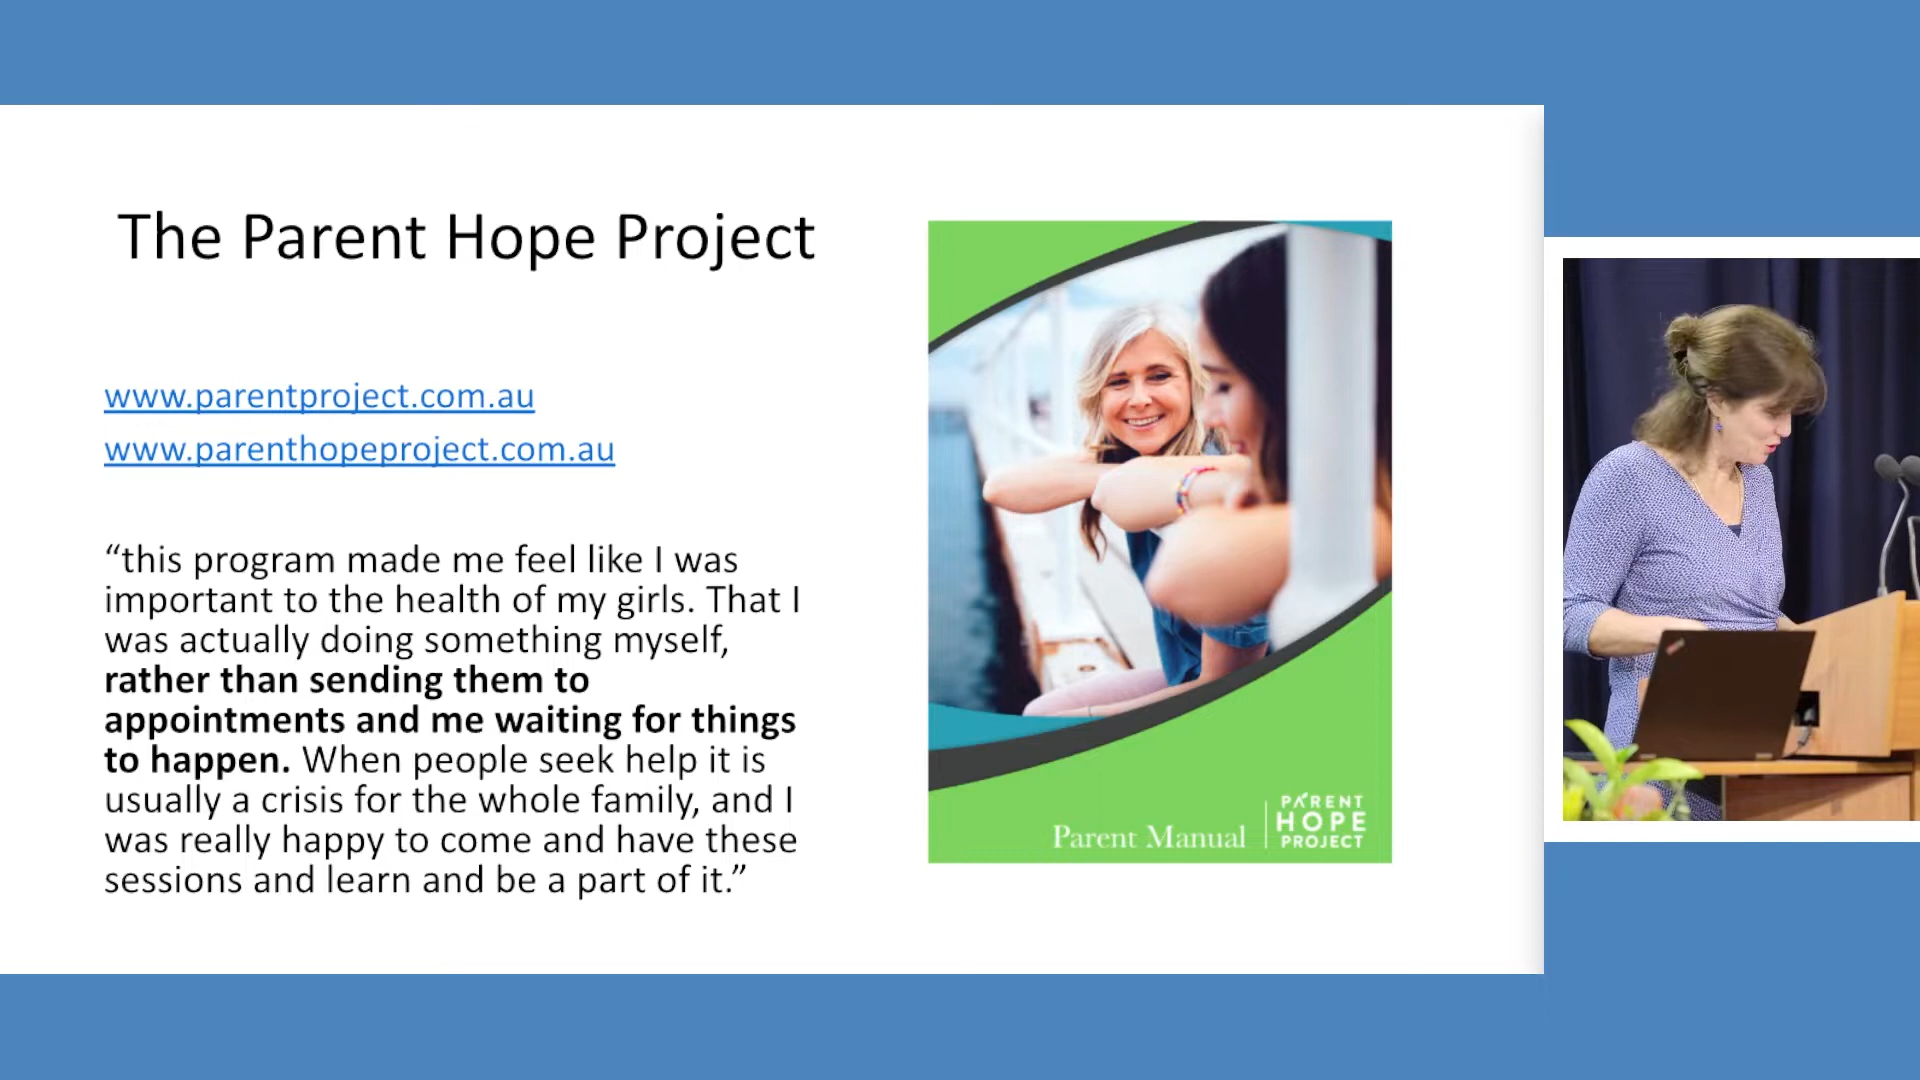 The Parent Hope Project
www.parentproject.com.au
www.parenthopeproject.com.au
“this program made me feel like I was
important to the health of my girls. That I
was actually doing something myself,
rather than sending them to
appointments and me waiting for things
to happen. When people seek help it is
usually a crisis for the whole family, and I
was really happy to come and have these
sessions and learn and be a part of it.”
Parent Manual
PARENT
HOPE
PROJECT